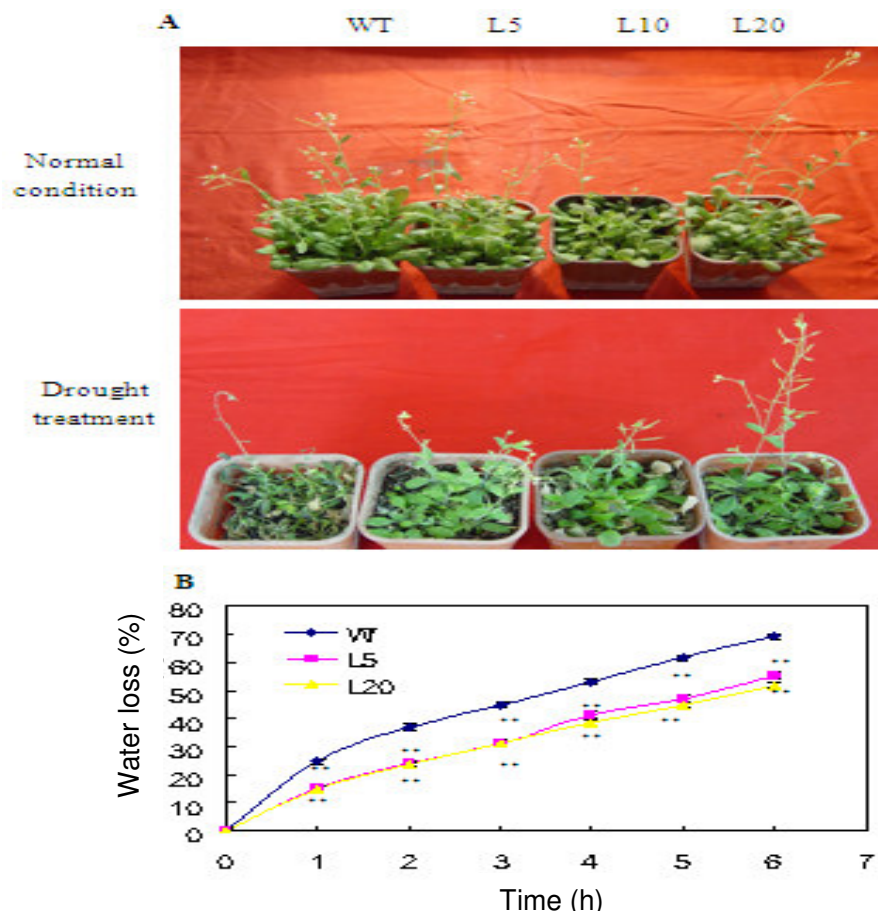 A WT L5 L10 L20
Normal
condition
Drought
treatment
B
80
70
60
50
40
30
20
10
0
WT
L5
L20
Water loss (%)
** ** ** ** ** **
** ** ** ** ** **
0 1 2 3 4 5 6 7
Time (h)